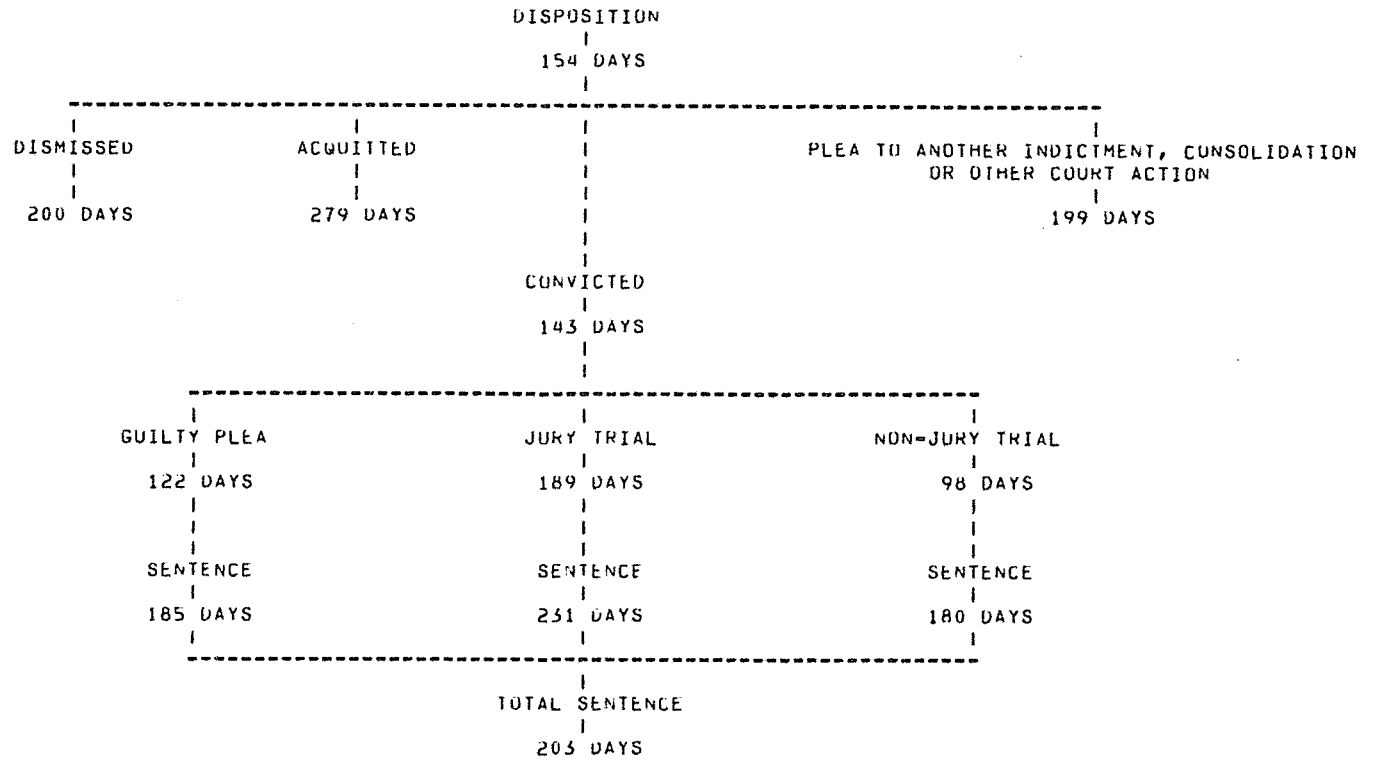 DISPOSITION
154 DAYS
DISMISSED
200 DAYS
ACQUITTED
279 DAYS
PLEA TO ANOTHER INDICTMENT, CONSOLIDATION
OR OTHER COURT ACTION
199 DAYS
CONVICTED
143 DAYS
GUILTY PLEA
122 DAYS
SENTENCE
185 DAYS
JURY TRIAL
189 DAYS
SENTENCE
231 DAYS
NON-JURY TRIAL
98 DAYS
SENTENCE
180 DAYS
TOTAL SENTENCE
203 DAYS